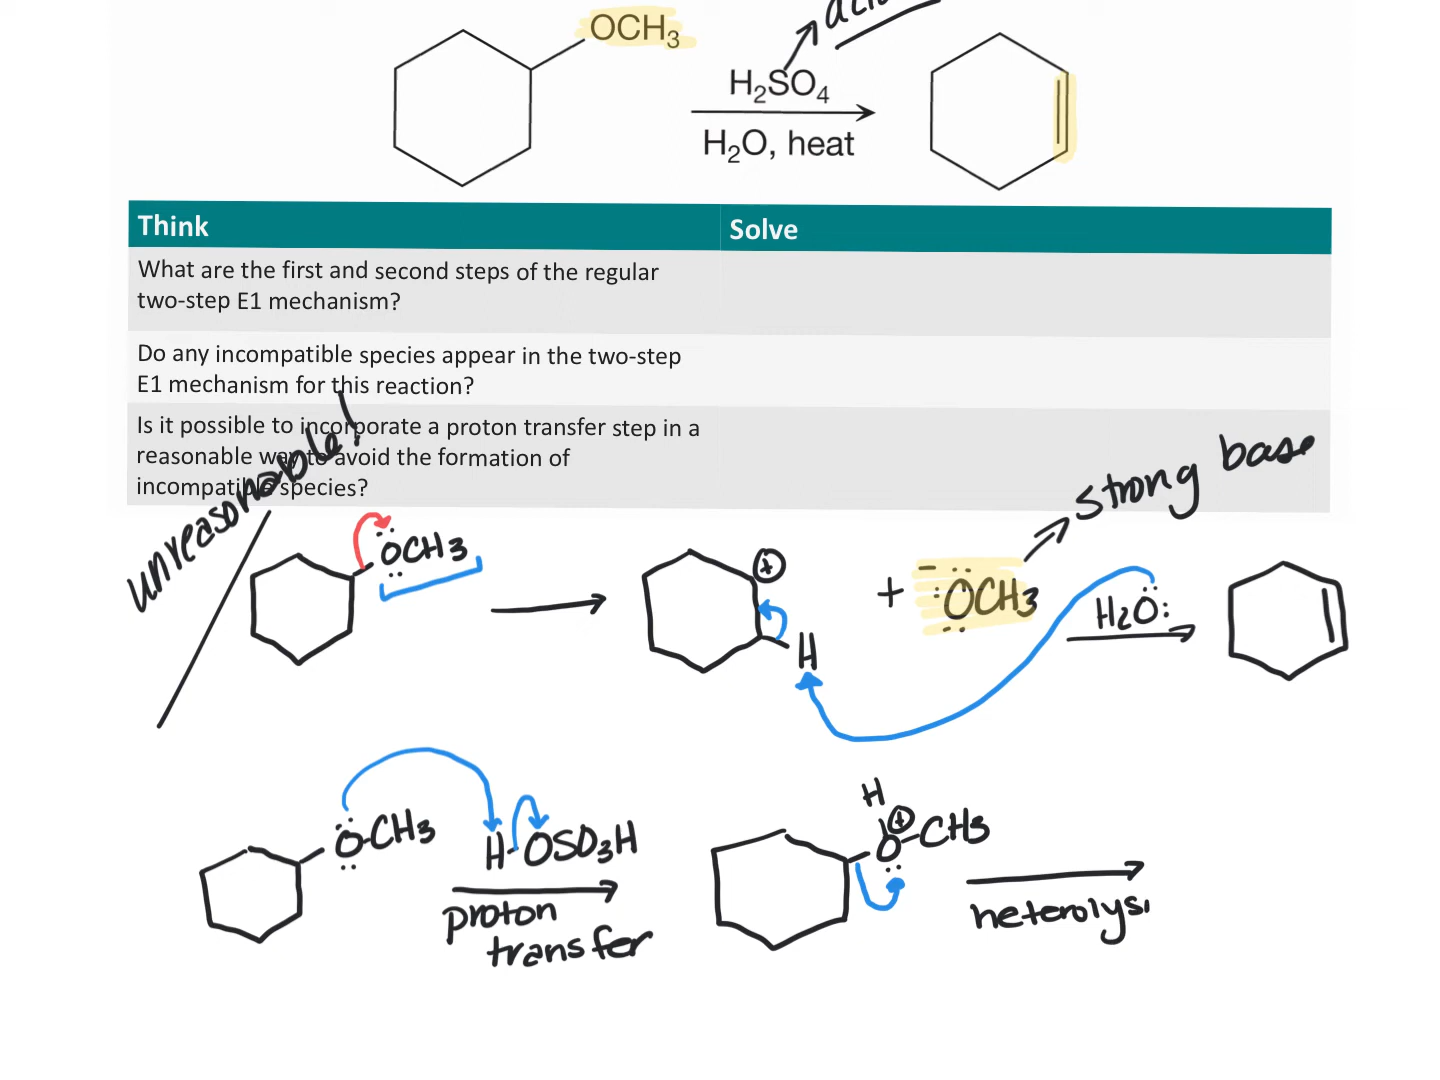 OCH3
acid
H2SO4
H2O, heat
Think
Solve
What are the first and second steps of the regular
two-step E1 mechanism?
Do any incompatible species appear in the two-step
E1 mechanism for this reaction?
Is it possible to incorporate a proton transfer step in a
reasonable way to avoid the formation of
incompatible species?
unreasonable!
strong base
OCH3
+
H
+ -OCH3
H2O:
O-CH3
H-OSO3H
proton
transfer
H
+
O-CH3
heterolysi